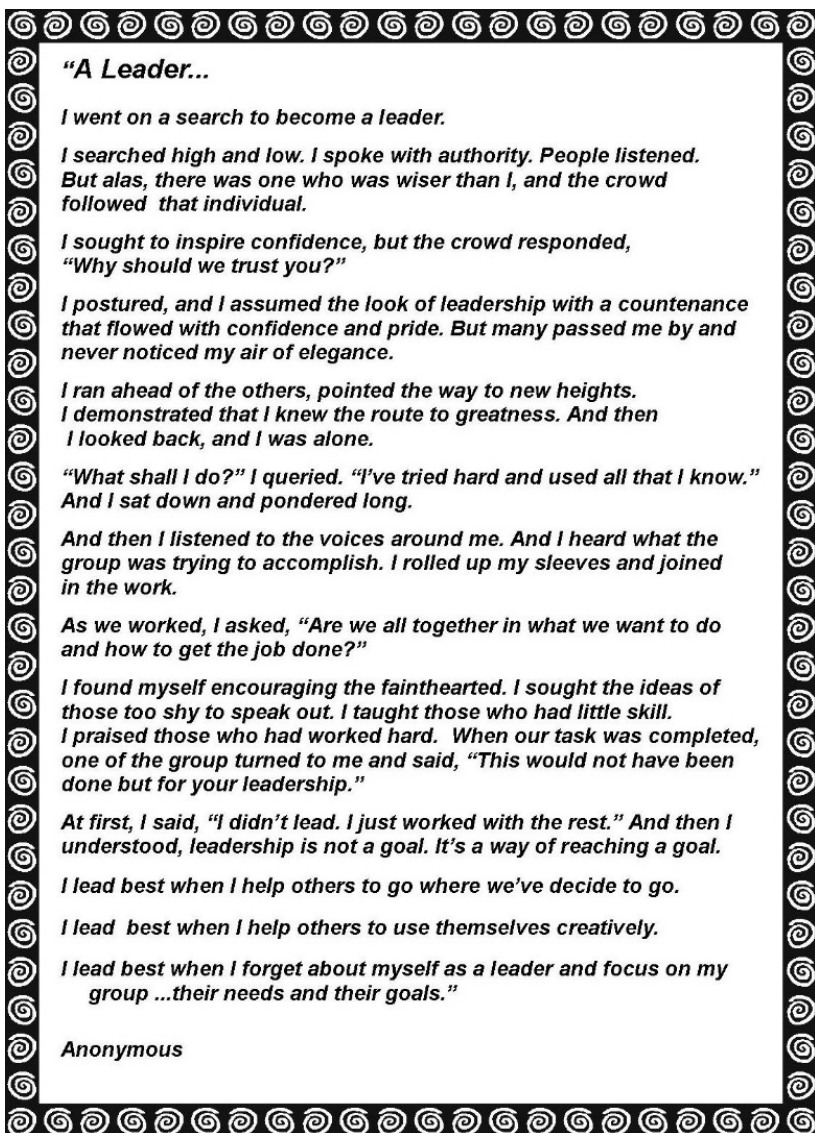 “A Leader...
I went on a search to become a leader.
I searched high and low. I spoke with authority. People listened.
But alas, there was one who was wiser than I, and the crowd
followed  that individual.
I sought to inspire confidence, but the crowd responded,
“Why should we trust you?”
I postured, and I assumed the look of leadership with a countenance
that flowed with confidence and pride. But many passed me by and
never noticed my air of elegance.
I ran ahead of the others, pointed the way to new heights.
I demonstrated that I knew the route to greatness. And then
I looked back, and I was alone.
“What shall I do?” I queried. “I’ve tried hard and used all that I know.”
And I sat down and pondered long.
And then I listened to the voices around me. And I heard what the
group was trying to accomplish. I rolled up my sleeves and joined
in the work.
As we worked, I asked, “Are we all together in what we want to do
and how to get the job done?”
I found myself encouraging the fainthearted. I sought the ideas of
those too shy to speak out. I taught those who had little skill.
I praised those who had worked hard.  When our task was completed,
one of the group turned to me and said, “This would not have been
done but for your leadership.”
At first, I said, “I didn’t lead. I just worked with the rest.” And then I
understood, leadership is not a goal. It’s a way of reaching a goal.
I lead best when I help others to go where we’ve decide to go.
I lead  best when I help others to use themselves creatively.
I lead best when I forget about myself as a leader and focus on my
group ...their needs and their goals.”
Anonymous